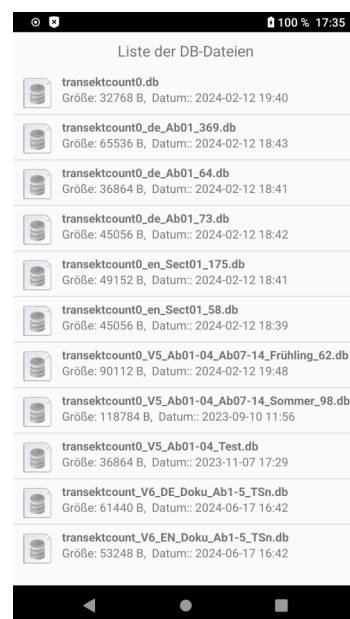 100 % 17:35
Liste der DB-Dateien
transektcount0.db
Größe: 32768 B, Datum:: 2024-02-12 19:40
transektcount0_de_Ab01_369.db
Größe: 65536 B, Datum:: 2024-02-12 18:43
transektcount0_de_Ab01_64.db
Größe: 36864 B, Datum:: 2024-02-12 18:41
transektcount0_de_Ab01_73.db
Größe: 45056 B, Datum:: 2024-02-12 18:42
transektcount0_en_Sect01_175.db
Größe: 49152 B, Datum:: 2024-02-12 18:41
transektcount0_en_Sect01_58.db
Größe: 45056 B, Datum:: 2024-02-12 18:39
transektcount0_V5_Ab01-04_Ab07-14_Frühling_62.db
Größe: 90112 B, Datum:: 2024-02-12 19:48
transektcount0_V5_Ab01-04_Ab07-14_Sommer_98.db
Größe: 118784 B, Datum:: 2023-09-10 11:56
transektcount0_V5_Ab01-04_Test.db
Größe: 36864 B, Datum:: 2023-11-07 17:29
transektcount_V6_DE_Doku_Ab1-5_TSn.db
Größe: 61440 B, Datum:: 2024-06-17 16:42
transektcount_V6_EN_Doku_Ab1-5_TSn.db
Größe: 53248 B, Datum:: 2024-06-17 16:42